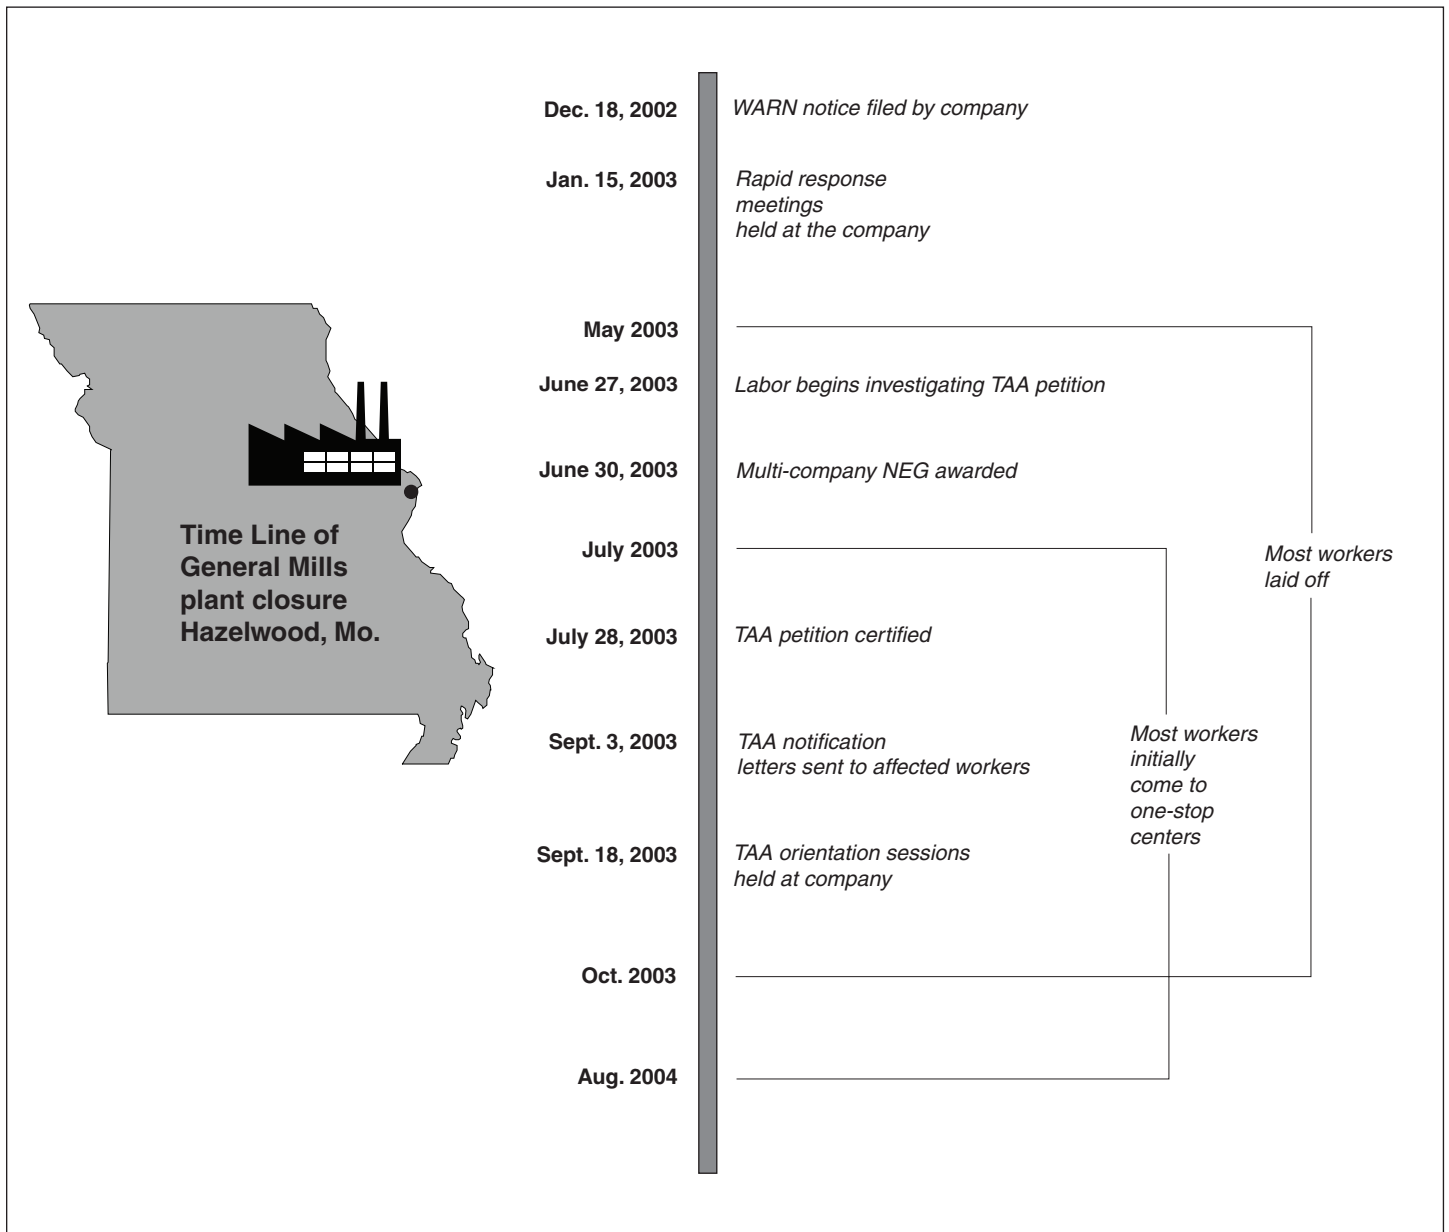 Dec. 18, 2002
WARN notice filed by company
Jan. 15, 2003
Rapid response
meetings
held at the company
May 2003
June 27, 2003
Labor begins investigating TAA petition
June 30, 2003
Multi-company NEG awarded
Time Line of
General Mills
plant closure
Hazelwood, Mo.
July 2003
Most workers
laid off
July 28, 2003
TAA petition certified
Sept. 3, 2003
TAA notification
letters sent to affected workers
Most workers
initially
come to
one-stop
centers
Sept. 18, 2003
TAA orientation sessions
held at company
Oct. 2003
Aug. 2004